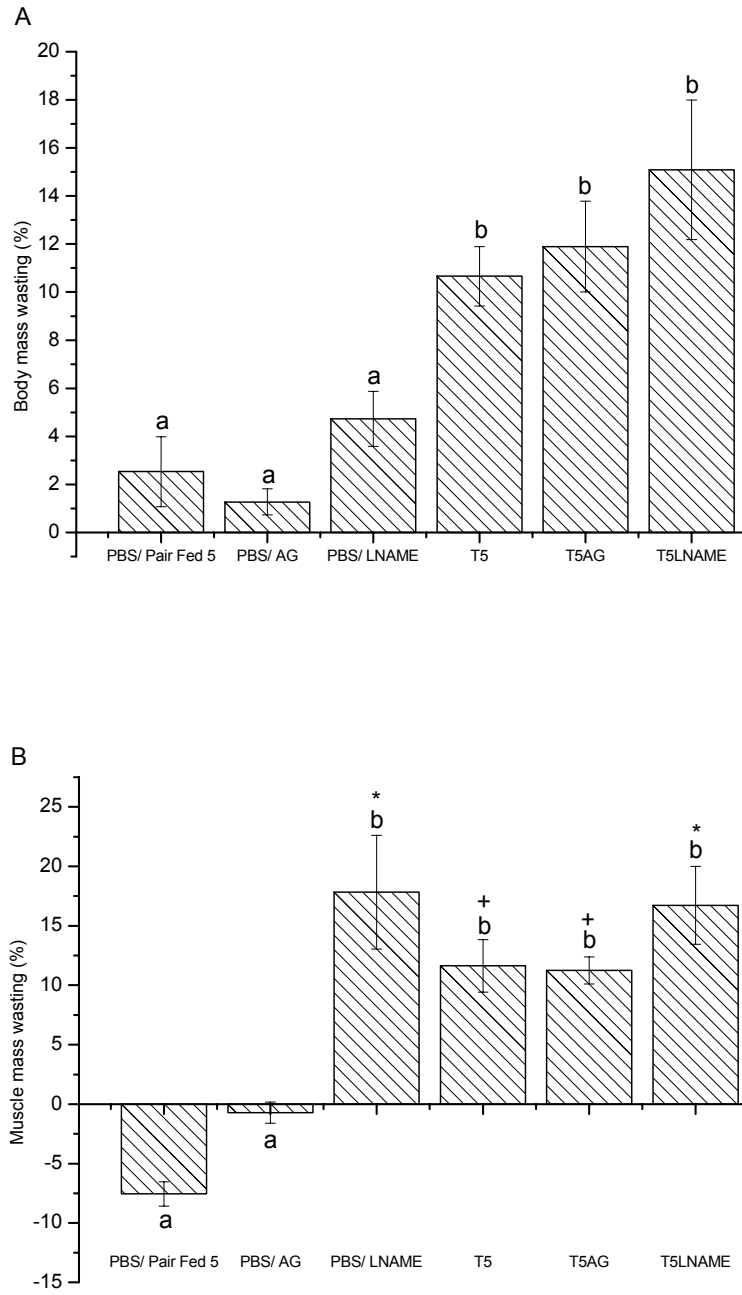 A
20
18
16
14
12
10
8
6
4
2
0
Body mass wasting (%)
a
a
a
b
b
b
PBS/ Pair Fed 5
PBS/ AG
PBS/ LNAME
T5
T5AG
T5LNAME
B
25
20
15
10
5
0
-5
-10
-15
Muscle mass wasting (%)
a
a
*
b
+
b
+
b
*
b
PBS/ Pair Fed 5
PBS/ AG
PBS/ LNAME
T5
T5AG
T5LNAME